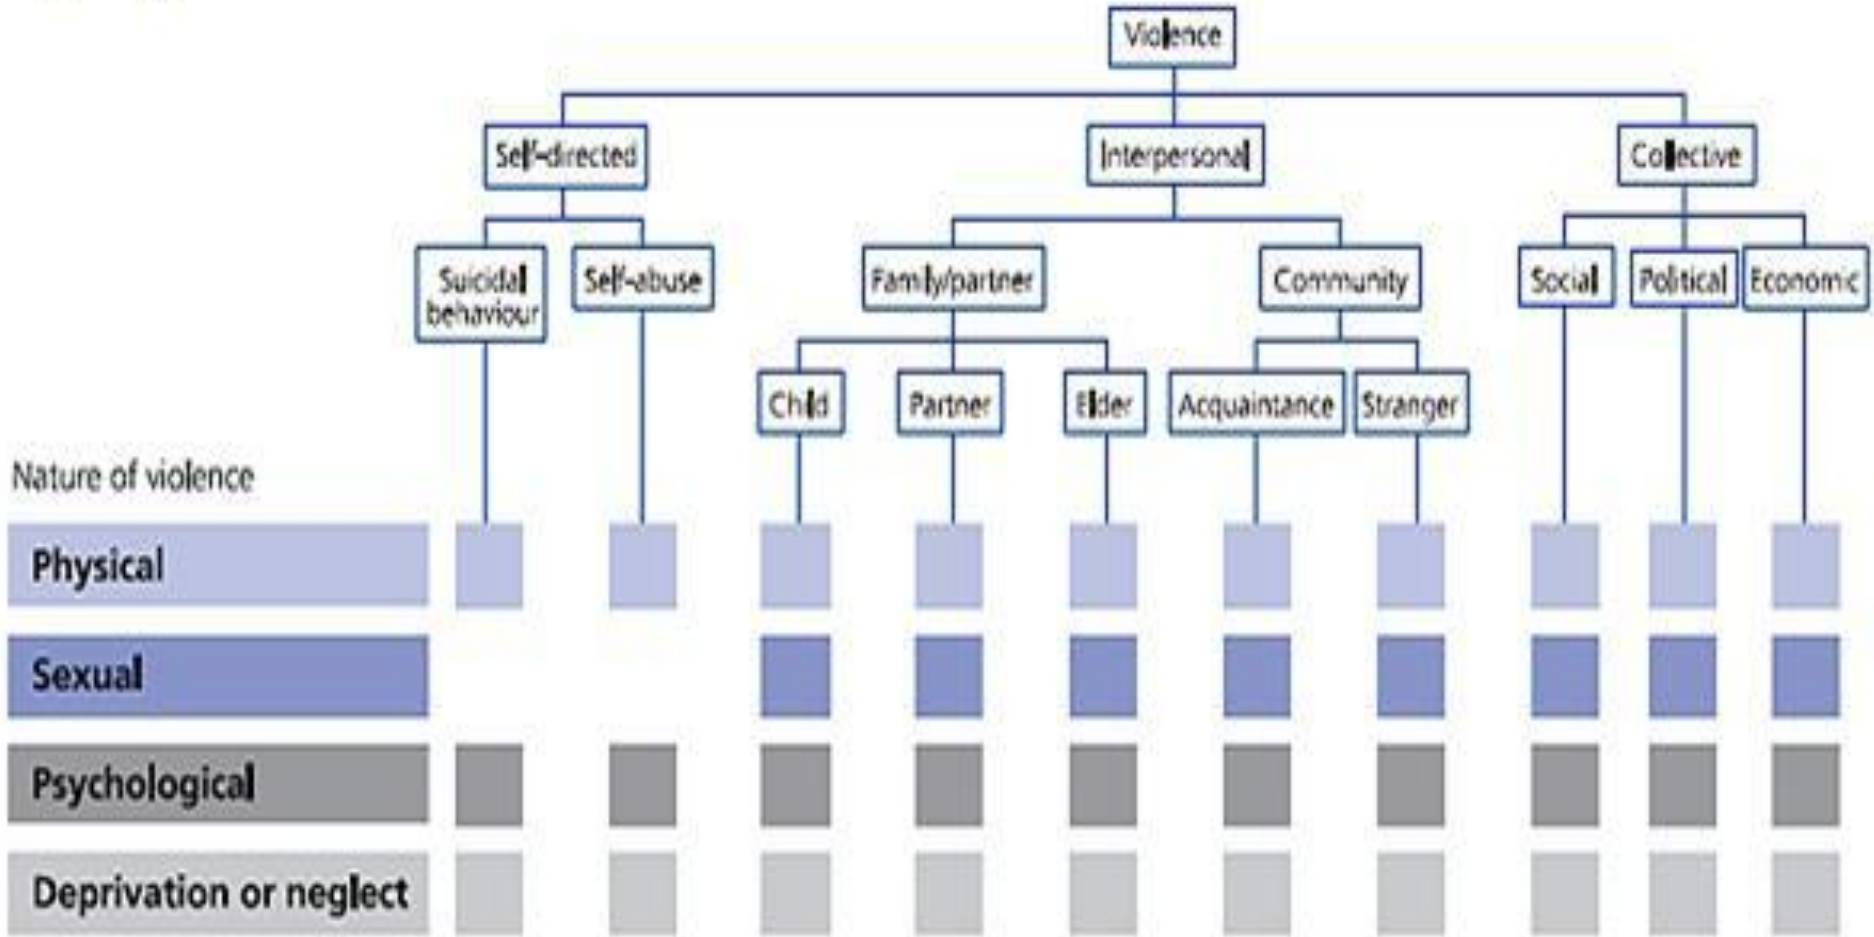 Violence
Self-directed
Interpersonal
Collective
Suicidal
behaviour
Self-abuse
Family/partner
Community
Social
Political
Economic
Child
Partner
Elder
Acquaintance
Stranger
Nature of violence
Physical
Sexual
Psychological
Deprivation or neglect